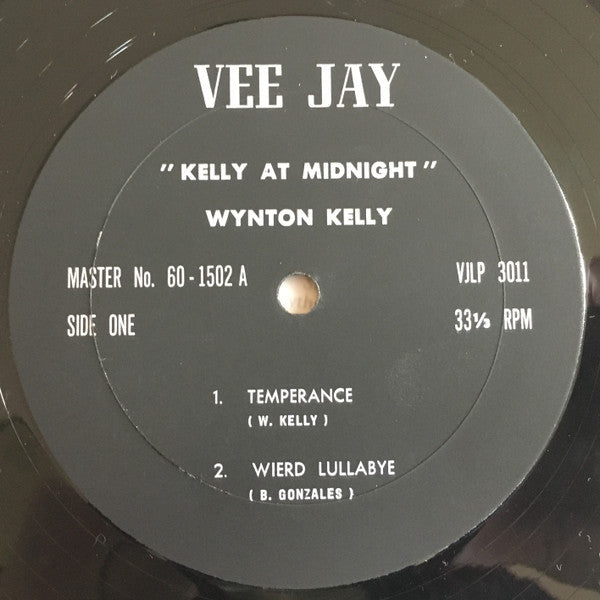 VEE JAY
"KELLY AT MIDNIGHT"
WYNTON KELLY
MASTER No. 60-1502 A VJLP 3011
SIDE ONE 33⅓ RPM
1. TEMPERANCE
(W. KELLY)
2. WIERD LULLABYE
(B. GONZALES)